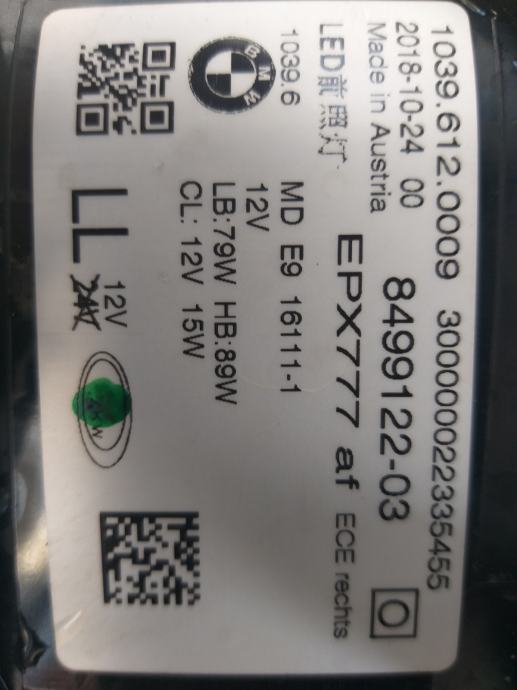 1039.612.0009 30000022335455
2018-10-24 00 8499122-03
Made in Austria EPX777 af ECE rechts
LED前照灯
1039.6 MD E9 16111-1
12V
LB:79W HB:89W
CL: 12V 15W
BMW
LL 12V
24V